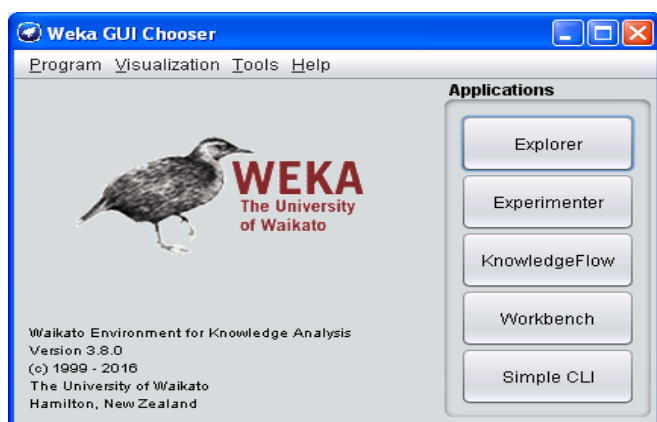 Weka GUI Chooser
Program Visualization Tools Help
WEKA
The University
of Waikato
Waikato Environment for Knowledge Analysis
Version 3.8.0
(c) 1999 - 2016
The University of Waikato
Hamilton, New Zealand
Applications
Explorer
Experimenter
KnowledgeFlow
Workbench
Simple CLI